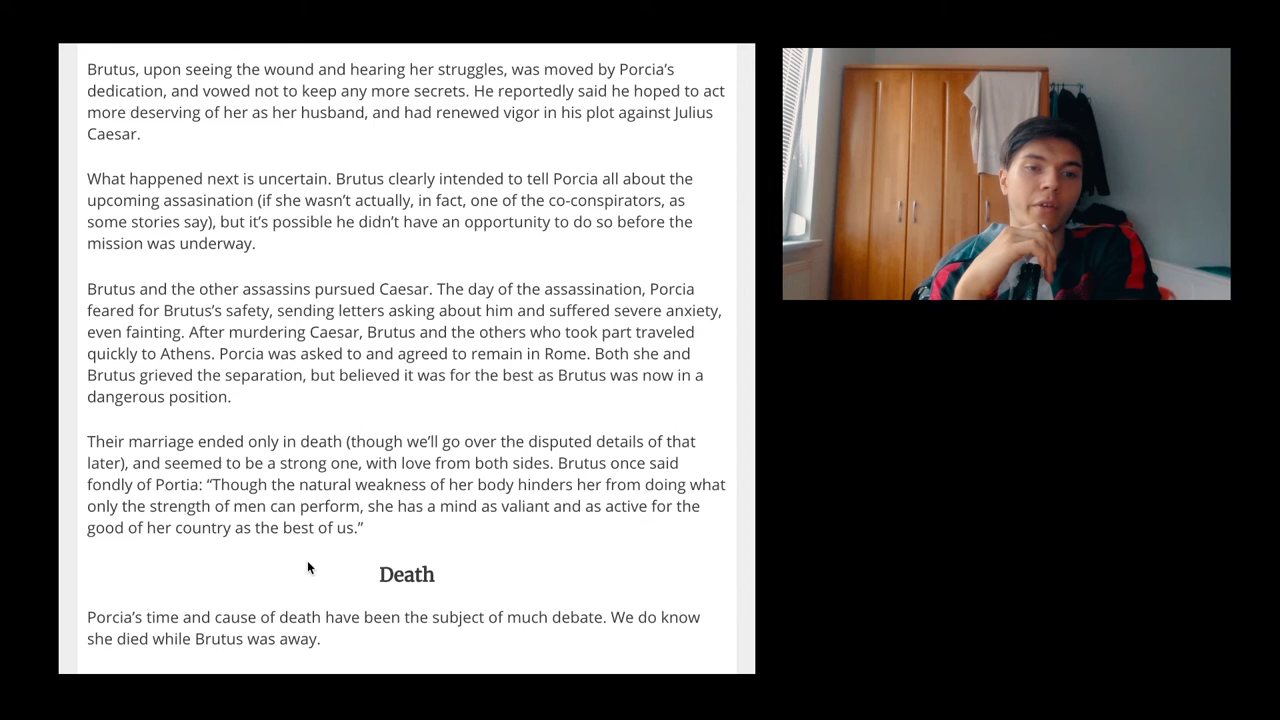 Brutus, upon seeing the wound and hearing her struggles, was moved by Porcia’s
dedication, and vowed not to keep any more secrets. He reportedly said he hoped to act
more deserving of her as her husband, and had renewed vigor in his plot against Julius
Caesar.
What happened next is uncertain. Brutus clearly intended to tell Porcia all about the
upcoming assasination (if she wasn’t actually, in fact, one of the co-conspirators, as
some stories say), but it’s possible he didn’t have an opportunity to do so before the
mission was underway.
Brutus and the other assassins pursued Caesar. The day of the assassination, Porcia
feared for Brutus’s safety, sending letters asking about him and suffered severe anxiety,
even fainting. After murdering Caesar, Brutus and the others who took part traveled
quickly to Athens. Porcia was asked to and agreed to remain in Rome. Both she and
Brutus grieved the separation, but believed it was for the best as Brutus was now in a
dangerous position.
Their marriage ended only in death (though we’ll go over the disputed details of that
later), and seemed to be a strong one, with love from both sides. Brutus once said
fondly of Portia: “Though the natural weakness of her body hinders her from doing what
only the strength of men can perform, she has a mind as valiant and as active for the
good of her country as the best of us.”
Death
Porcia’s time and cause of death have been the subject of much debate. We do know
she died while Brutus was away.